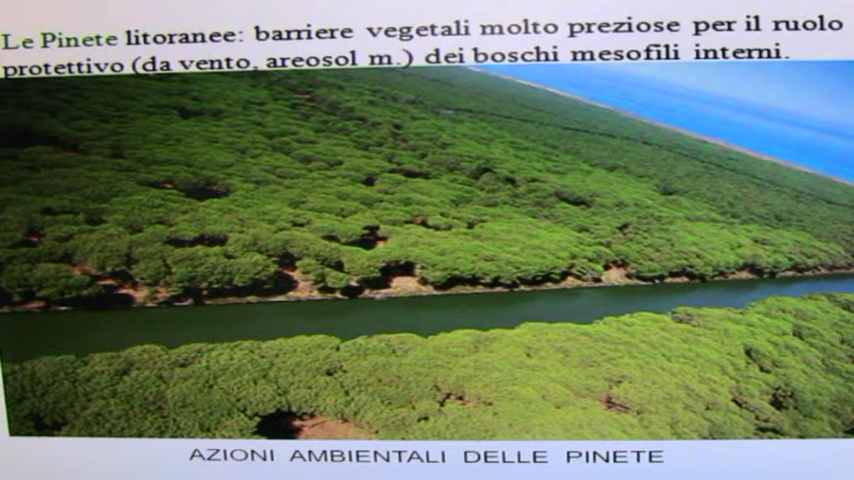 Le Pinete litoranee: barriere vegetali molto preziose per il ruolo
protettivo (da vento, areosol m.) dei boschi mesofili interni.
AZIONI AMBIENTALI DELLE PINETE